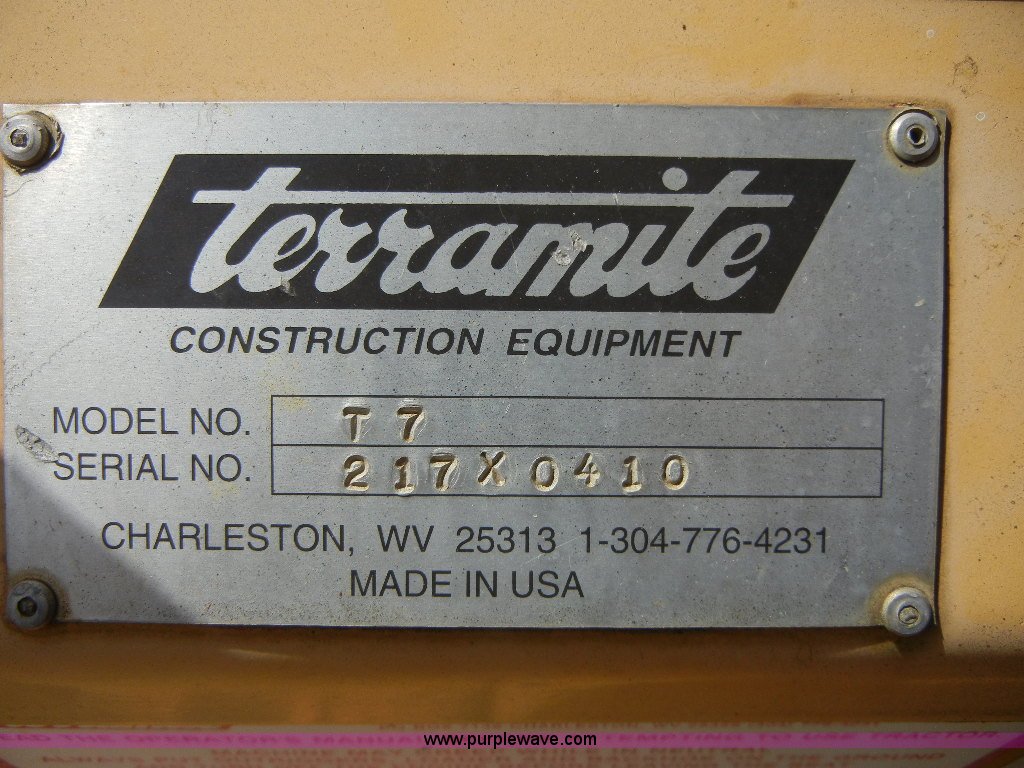 terramite
CONSTRUCTION EQUIPMENT
MODEL NO. T 7
SERIAL NO. 217X0410
CHARLESTON, WV 25313 1-304-776-4231
MADE IN USA
www.purplewave.com